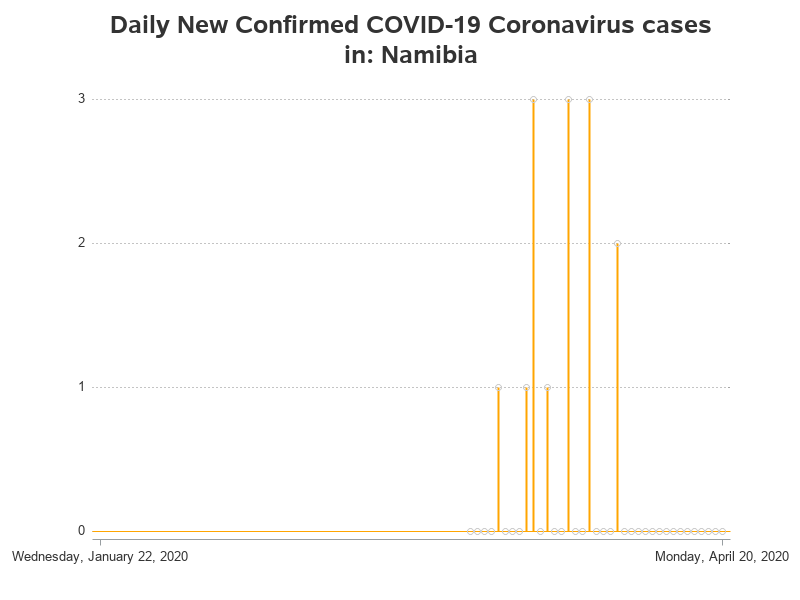 Daily New Confirmed COVID-19 Coronavirus cases
in: Namibia
3
2
1
0
Wednesday, January 22, 2020
Monday, April 20, 2020